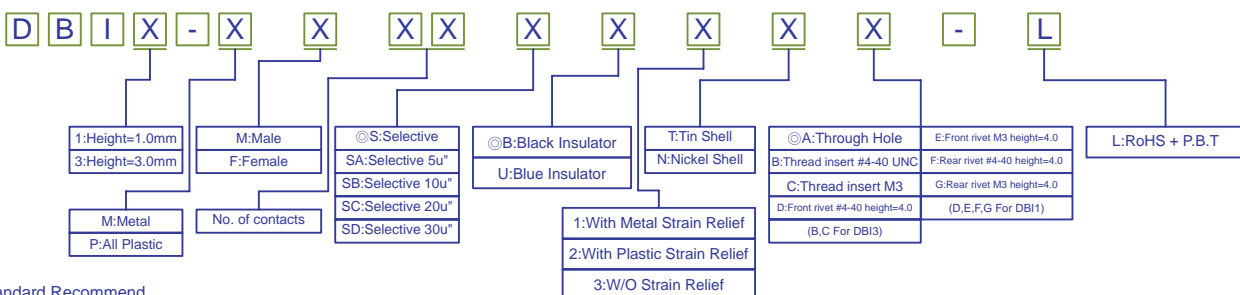 D B I X - X X X X X X X X X - L
1:Height=1.0mm
3:Height=3.0mm
M:Metal
P:All Plastic
M:Male
F:Female
No. of contacts
◎S:Selective
SA:Selective 5u"
SB:Selective 10u"
SC:Selective 20u"
SD:Selective 30u"
◎B:Black Insulator
U:Blue Insulator
1:With Metal Strain Relief
2:With Plastic Strain Relief
3:W/O Strain Relief
T:Tin Shell
N:Nickel Shell
◎A:Through Hole
B:Thread insert #4-40 UNC
C:Thread insert M3
D:Front rivet #4-40 height=4.0
(B,C For DBI3)
E:Front rivet M3 height=4.0
F:Rear rivet #4-40 height=4.0
G:Rear rivet M3 height=4.0
(D,E,F,G For DBI1)
L:RoHS + P.B.T
Recommend